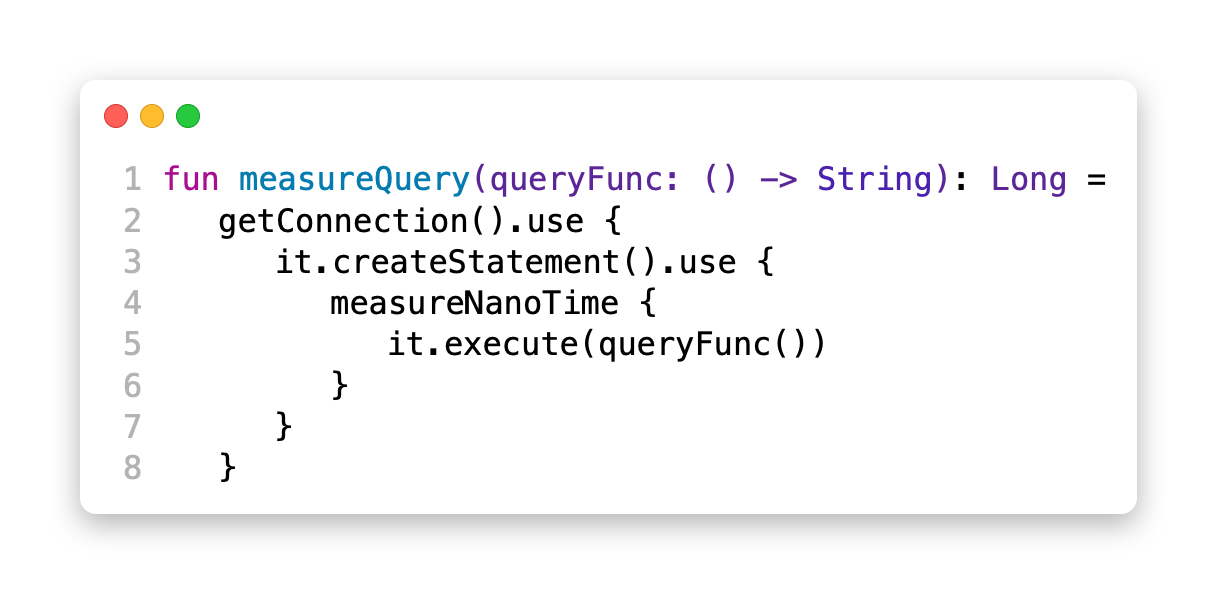 1 fun measureQuery(queryFunc: () -> String): Long =
2    getConnection().use {
3       it.createStatement().use {
4          measureNanoTime {
5             it.execute(queryFunc())
6          }
7       }
8    }